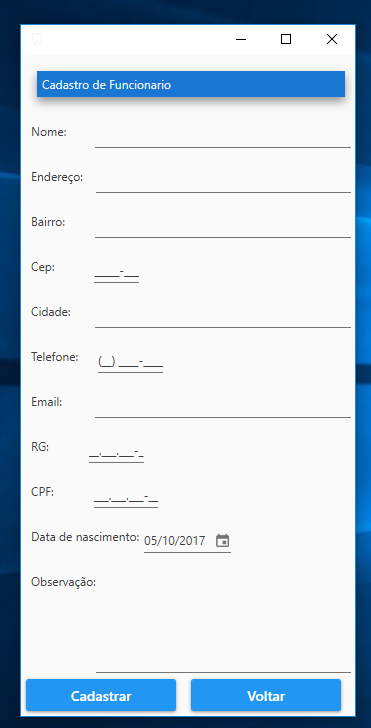 Cadastro de Funcionario
Nome:
Endereço:
Bairro:
Cep: _____-___
Cidade:
Telefone: (__) ____-____
Email:
RG: __.___.___-_
CPF: ___.___.___-__
Data de nascimento: 05/10/2017
Observação:
Cadastrar Voltar